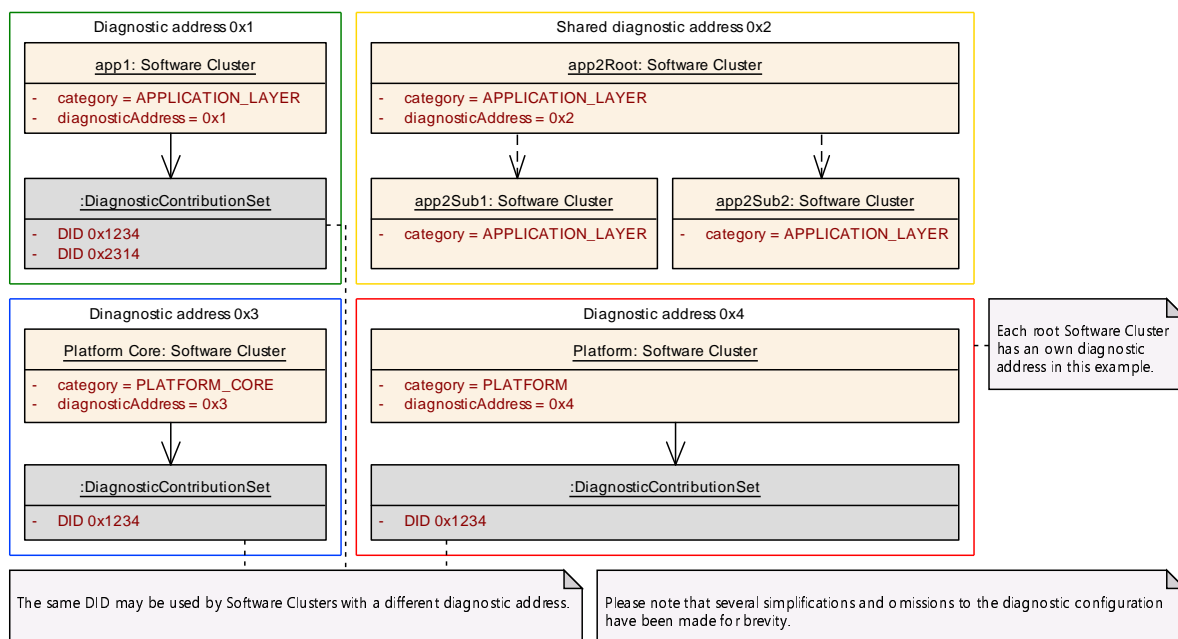 Diagnostic address 0x1
app1: Software Cluster
- category = APPLICATION_LAYER
- diagnosticAddress = 0x1
:DiagnosticContributionSet
- DID 0x1234
- DID 0x2314
Shared diagnostic address 0x2
app2Root: Software Cluster
- category = APPLICATION_LAYER
- diagnosticAddress = 0x2
app2Sub1: Software Cluster
- category = APPLICATION_LAYER
app2Sub2: Software Cluster
- category = APPLICATION_LAYER
Dinagnostic address 0x3
Platform Core: Software Cluster
- category = PLATFORM_CORE
- diagnosticAddress = 0x3
:DiagnosticContributionSet
- DID 0x1234
Diagnostic address 0x4
Platform: Software Cluster
- category = PLATFORM
- diagnosticAddress = 0x4
:DiagnosticContributionSet
- DID 0x1234
Each root Software Cluster
has an own diagnostic
address in this example.
The same DID may be used by Software Clusters with a different diagnostic address.
Please note that several simplifications and omissions to the diagnostic configuration
have been made for brevity.